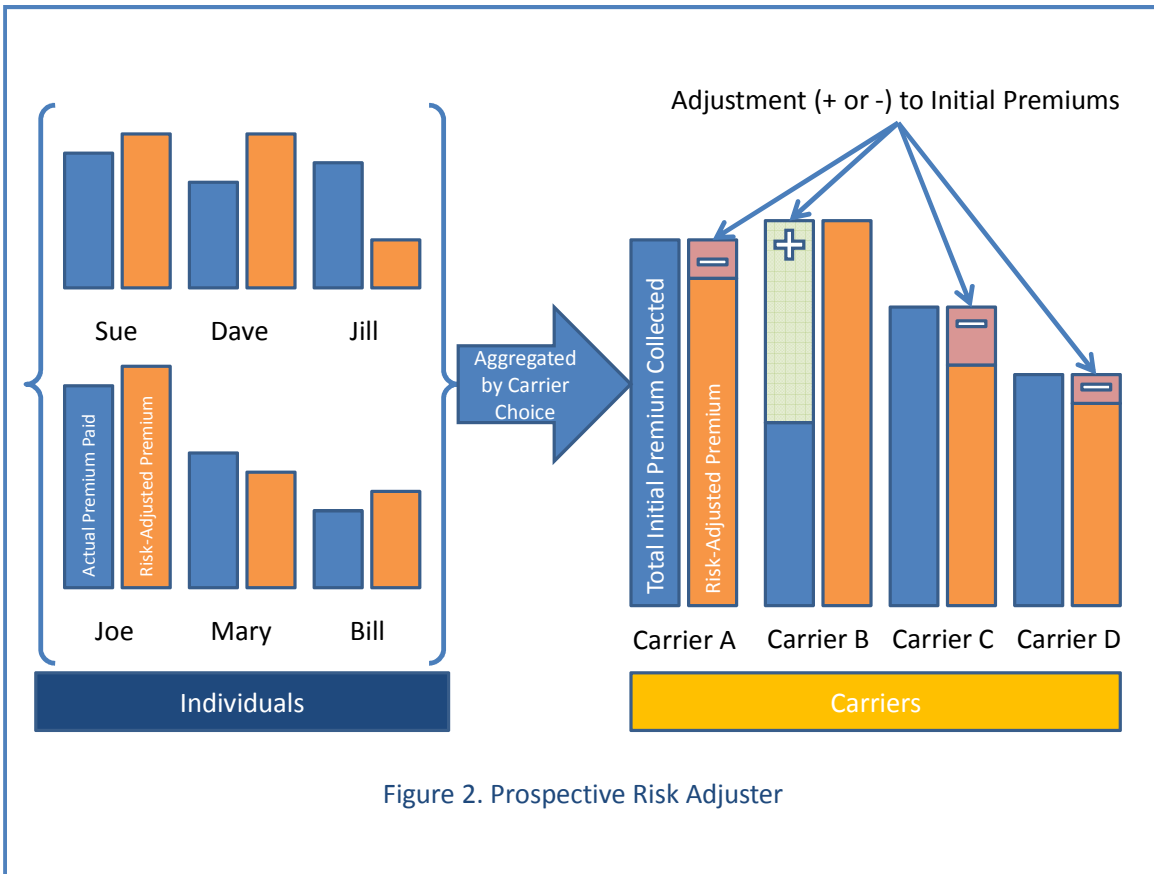 Adjustment (+ or -) to Initial Premiums
Sue Dave Jill
Actual Premium Paid
Risk-Adjusted Premium
Joe Mary Bill
Individuals
Aggregated
by Carrier
Choice
+
Total Initial Premium Collected
Risk-Adjusted Premium
Carrier A Carrier B Carrier C Carrier D
Carriers
Figure 2. Prospective Risk Adjuster